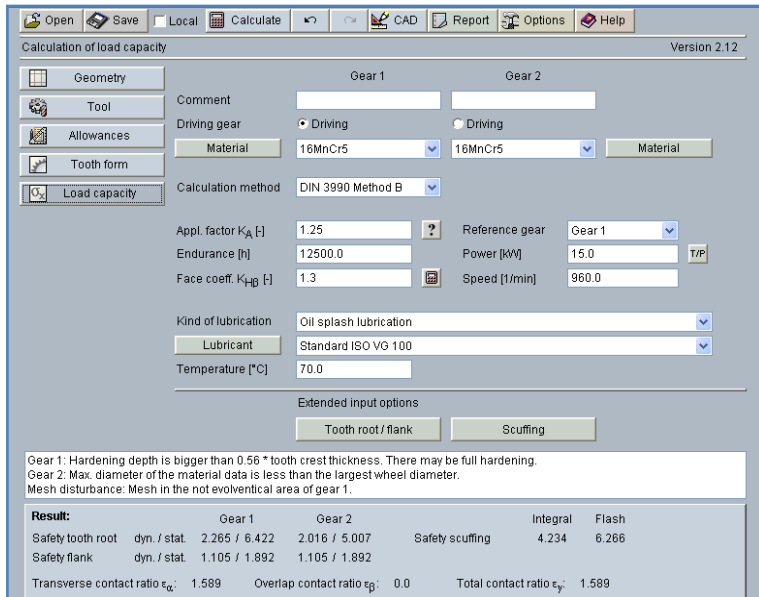 Open Save Local Calculate CAD Report Options Help
Calculation of load capacity Version 2.12
Geometry
Tool
Allowances
Tooth form
σx Load capacity
Gear 1 Gear 2
Comment
Driving gear Driving Driving
Material 16MnCr5 16MnCr5 Material
Calculation method DIN 3990 Method B
Appl. factor KA [-] 1.25 ? Reference gear Gear 1
Endurance [h] 12500.0 Power [kW] 15.0 T/P
Face coeff. KHβ [-] 1.3 Speed [1/min] 960.0
Kind of lubrication Oil splash lubrication
Lubricant Standard ISO VG 100
Temperature [°C] 70.0
Extended input options
Tooth root / flank Scuffing
Gear 1: Hardening depth is bigger than 0.56 * tooth crest thickness. There may be full hardening.
Gear 2: Max. diameter of the material data is less than the largest wheel diameter.
Mesh disturbance: Mesh in the not evolventical area of gear 1.
Result: Gear 1 Gear 2 Integral Flash
Safety tooth root dyn. / stat. 2.265 / 6.422 2.016 / 5.007 Safety scuffing 4.234 6.266
Safety flank dyn. / stat. 1.105 / 1.892 1.105 / 1.892
Transverse contact ratio εα: 1.589 Overlap contact ratio εβ: 0.0 Total contact ratio εγ: 1.589